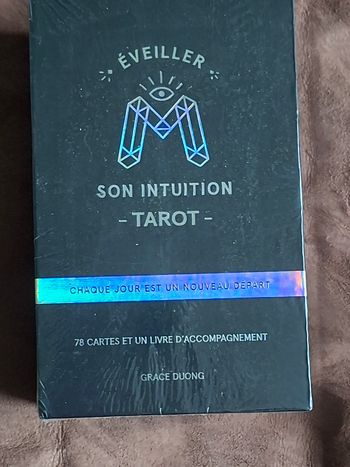 ÉVEILLER
M
SON INTUITION
- TAROT -
CHAQUE JOUR EST UN NOUVEAU DÉPART
78 CARTES ET UN LIVRE D'ACCOMPAGNEMENT
GRACE DUONG